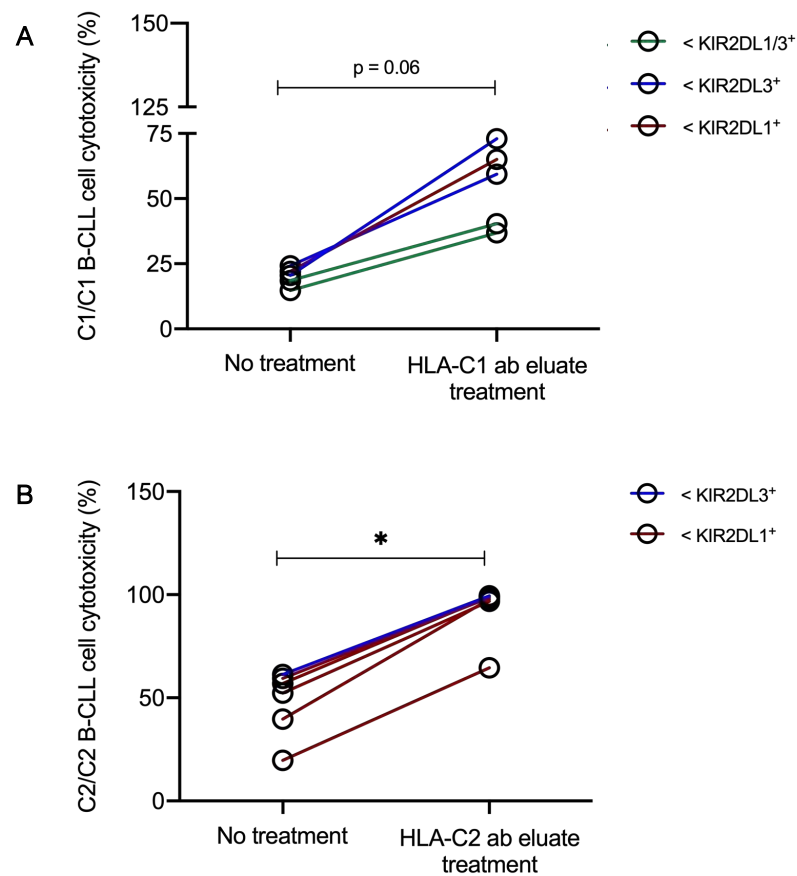 A
C1/C1 B-CLL cell cytotoxicity (%)
150
125
75
50
25
0
p = 0.06
No treatment
HLA-C1 ab eluate
treatment
< KIR2DL1/3+
< KIR2DL3+
< KIR2DL1+
B
C2/C2 B-CLL cell cytotoxicity (%)
150
100
50
0
*
No treatment
HLA-C2 ab eluate
treatment
< KIR2DL3+
< KIR2DL1+